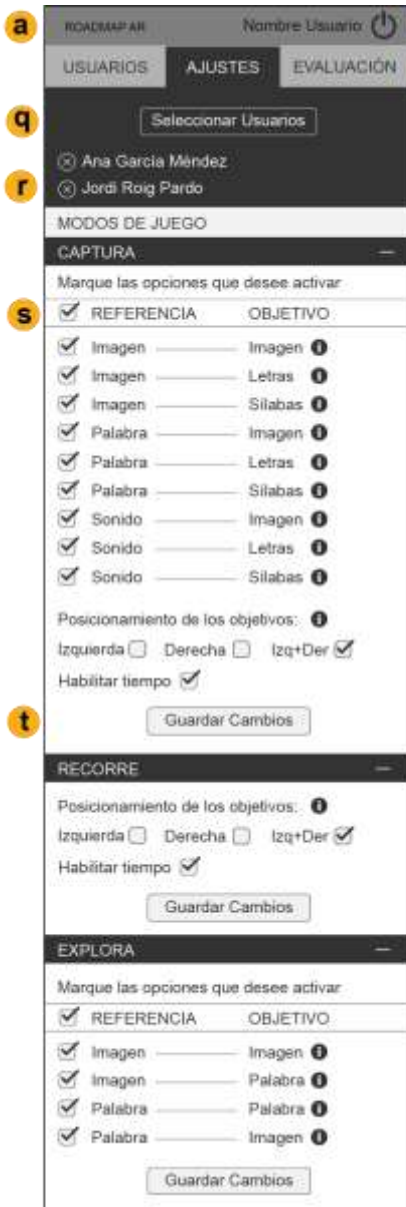 a ROADMAP AR Nombre Usuario
USUARIOS AJUSTES EVALUACIÓN
q Seleccionar Usuarios
Ana García Méndez
r Jordi Roig Pardo
MODOS DE JUEGO
CAPTURA
Marque las opciones que desee activar
s REFERENCIA OBJETIVO
Imagen Imagen i
Imagen Letras i
Imagen Sílabas i
Palabra Imagen i
Palabra Letras i
Palabra Sílabas i
Sonido Imagen i
Sonido Letras i
Sonido Sílabas i
Posicionamiento de los objetivos: i
Izquierda Derecha Izq+Der
Habilitar tiempo
t Guardar Cambios
RECORRE
Posicionamiento de los objetivos: i
Izquierda Derecha Izq+Der
Habilitar tiempo
Guardar Cambios
EXPLORA
Marque las opciones que desee activar
REFERENCIA OBJETIVO
Imagen Imagen i
Imagen Palabra i
Palabra Palabra i
Palabra Imagen i
Guardar Cambios